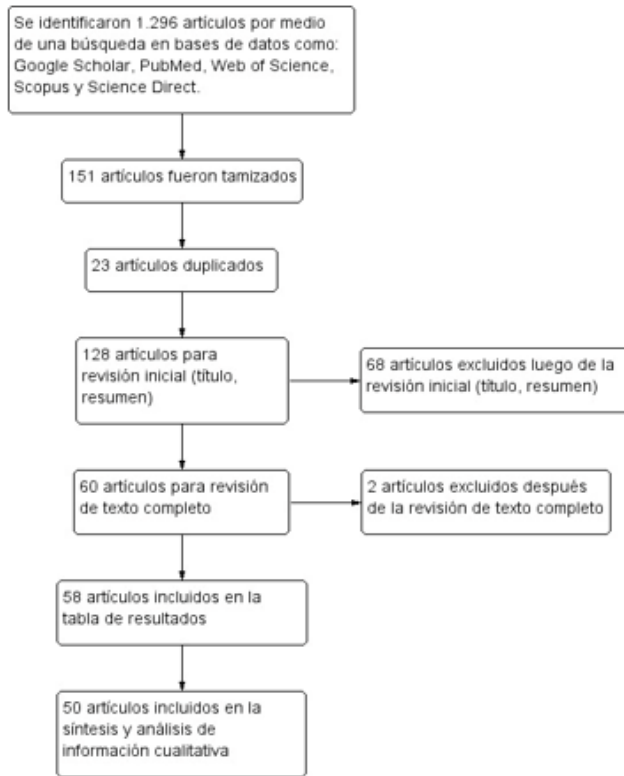 Se identificaron 1.296 artículos por medio
de una búsqueda en bases de datos como:
Google Scholar, PubMed, Web of Science,
Scopus y Science Direct.
151 artículos fueron tamizados
23 artículos duplicados
128 artículos para
revisión inicial (título,
resumen)
68 artículos excluidos luego de la
revisión inicial (título, resumen)
60 artículos para revisión
de texto completo
2 artículos excluidos después
de la revisión de texto completo
58 artículos incluidos en la
tabla de resultados
50 artículos incluidos en la
síntesis y análisis de
información cualitativa